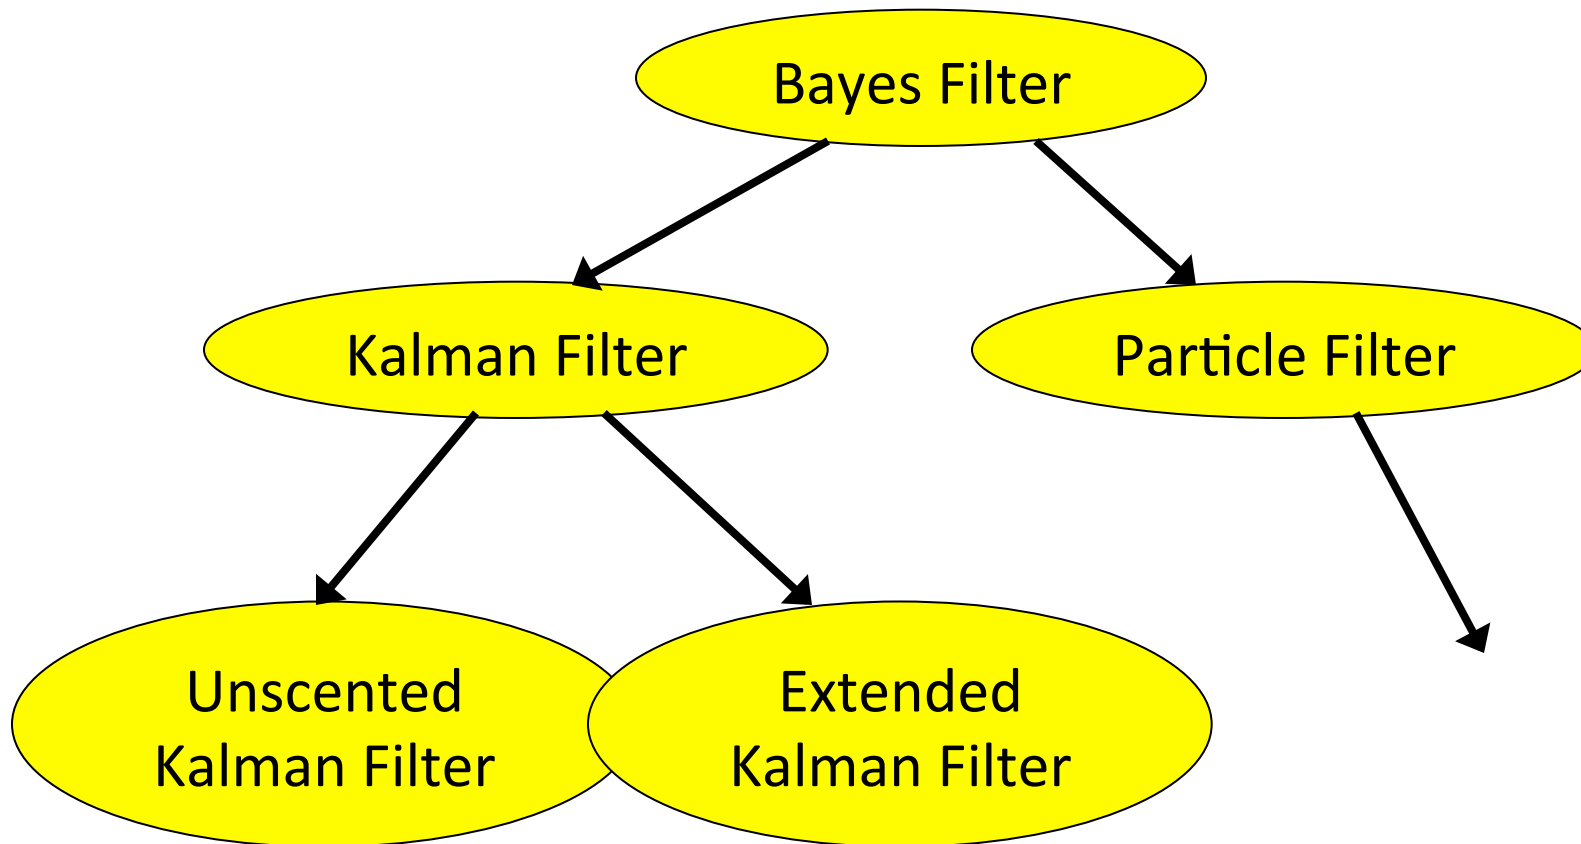 Bayes Filter
Kalman Filter
Particle Filter
Unscented
Kalman Filter
Extended
Kalman Filter